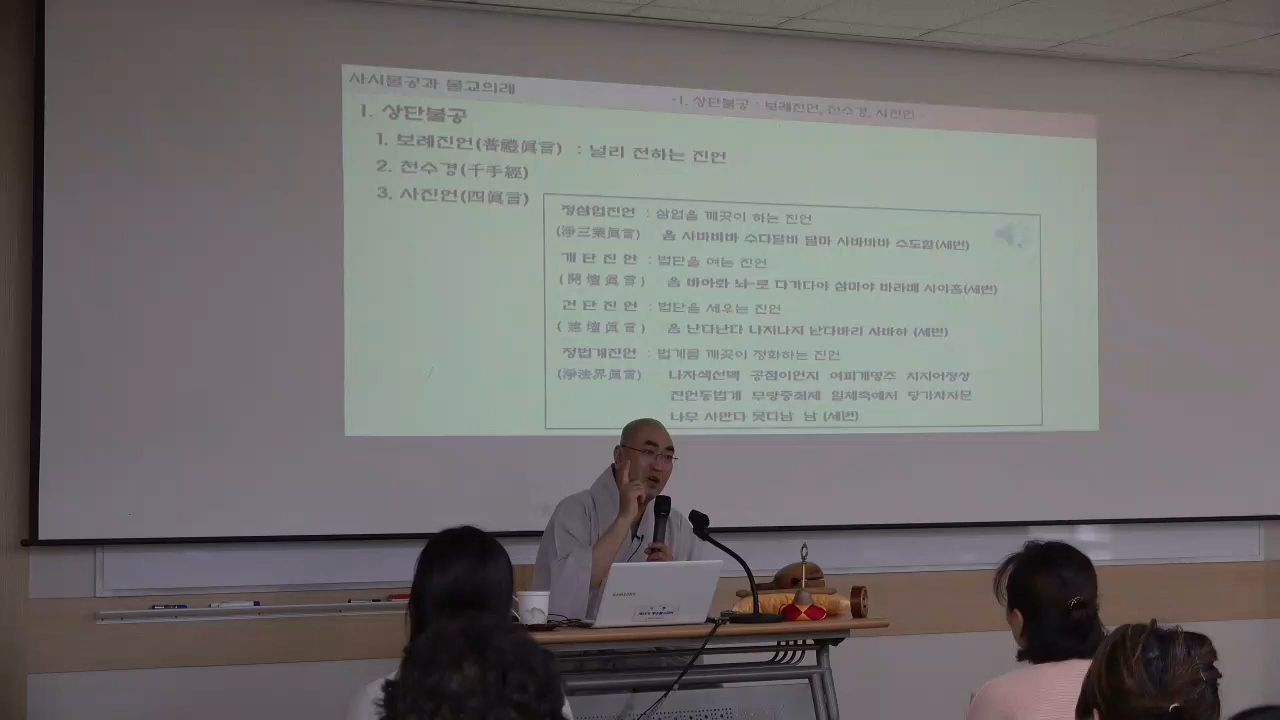 사시불공과 불교의례
-1. 상단불공 : 보례진언, 천수경, 사진언
Ⅰ. 상단불공
1. 보례진언(普禮眞言) : 널리 전하는 진언
2. 천수경(千手經)
3. 사진언(四眞言)
정삼업진언 : 삼업을 깨끗이 하는 진언
(淨三業眞言) 옴 사바바바 수다살바 달마 사바바바 수도함(세번)
개 단 진 언 : 법단을 여는 진언
(開 壇 眞 言) 옴 바아라 놔-로 다가다야 삼마야 바라베 사야훔(세번)
건 단 진 언 : 법단을 세우는 진언
(建 壇 眞 言) 옴 난다난다 나지나지 난다바리 사바하 (세번)
정법계진언 : 법계를 깨끗이 정화하는 진언
(淨法界眞言) 나자색선백 공점이엄지 여피계명주 치지어정상
진언동법계 무량중죄제 일체촉예처 당가차자문
나무 사만다 못다남 남 (세번)
SAMSUNG